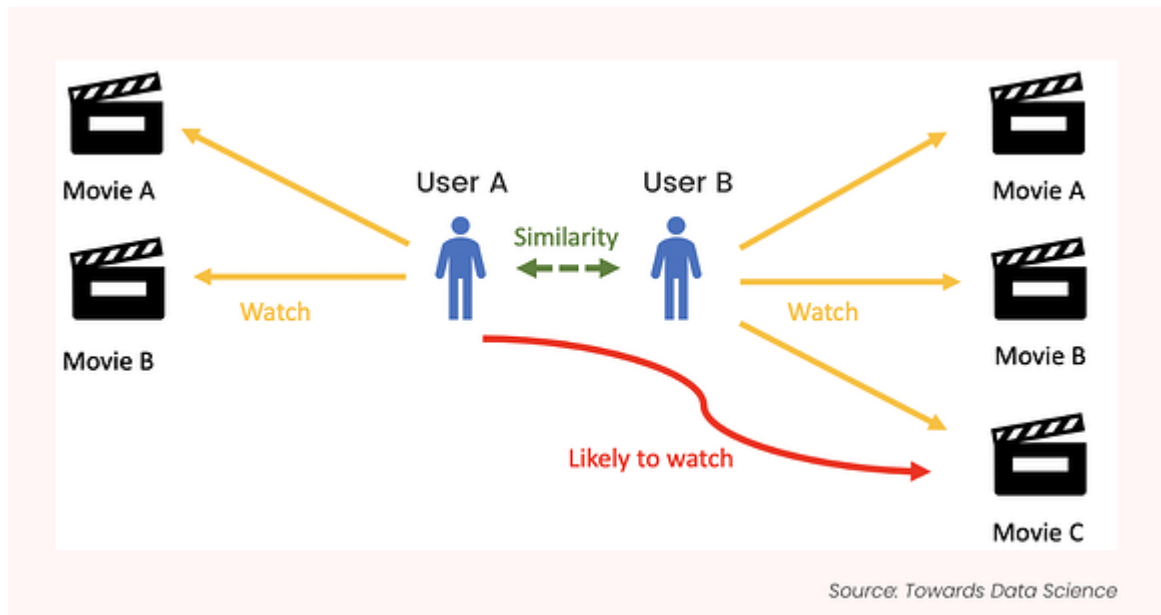 Movie A
User A
User B
Movie A
Similarity
Watch
Watch
Movie B
Movie B
Likely to watch
Movie C
Source: Towards Data Science